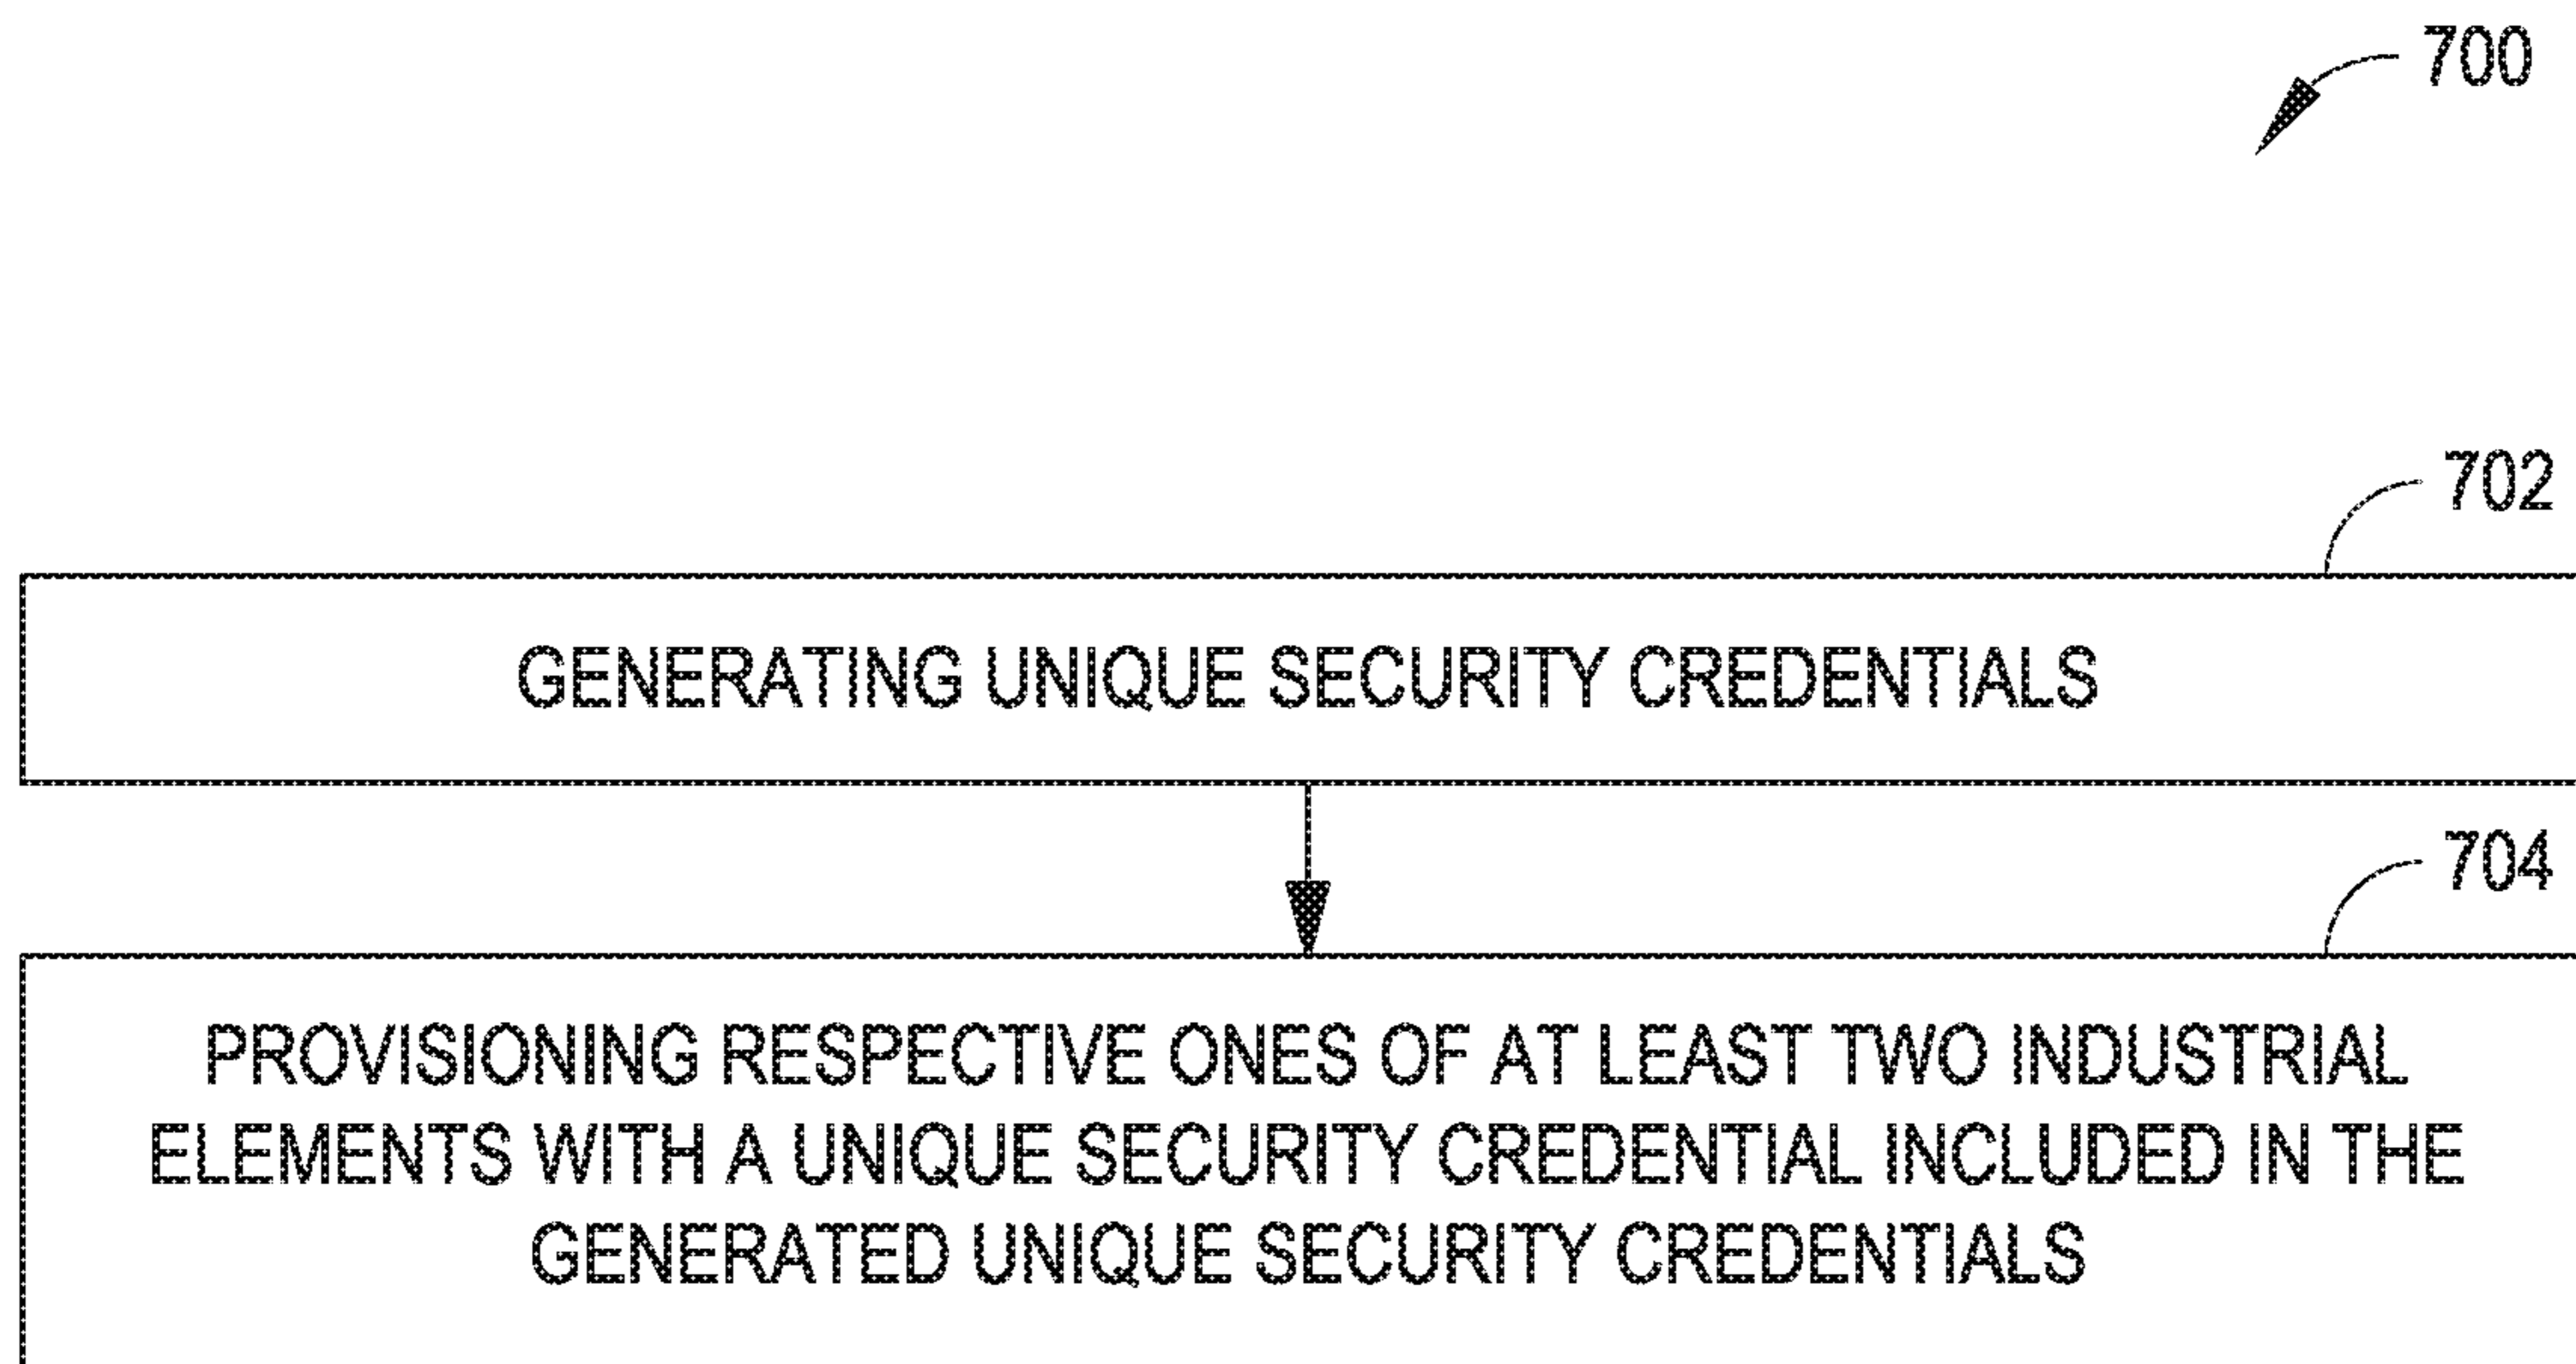 700
702
GENERATING UNIQUE SECURITY CREDENTIALS
704
PROVISIONING RESPECTIVE ONES OF AT LEAST TWO INDUSTRIAL
ELEMENTS WITH A UNIQUE SECURITY CREDENTIAL INCLUDED IN THE
GENERATED UNIQUE SECURITY CREDENTIALS